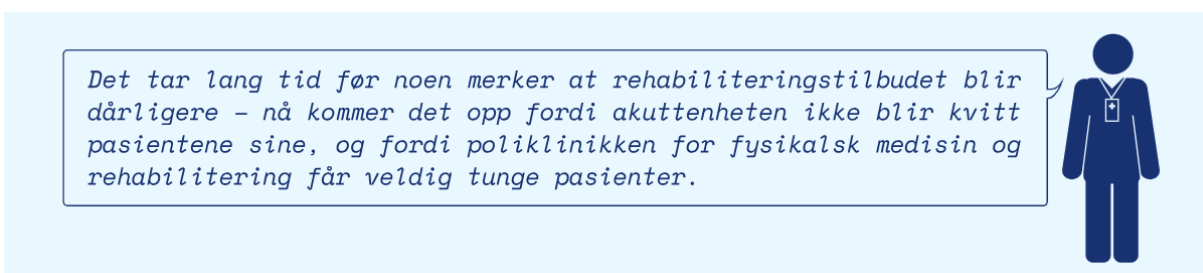 Det tar lang tid før noen merker at rehabiliteringstilbudet blir
dårligere – nå kommer det opp fordi akuttenheten ikke blir kvitt
pasientene sine, og fordi poliklinikken for fysikalsk medisin og
rehabilitering får veldig tunge pasienter.